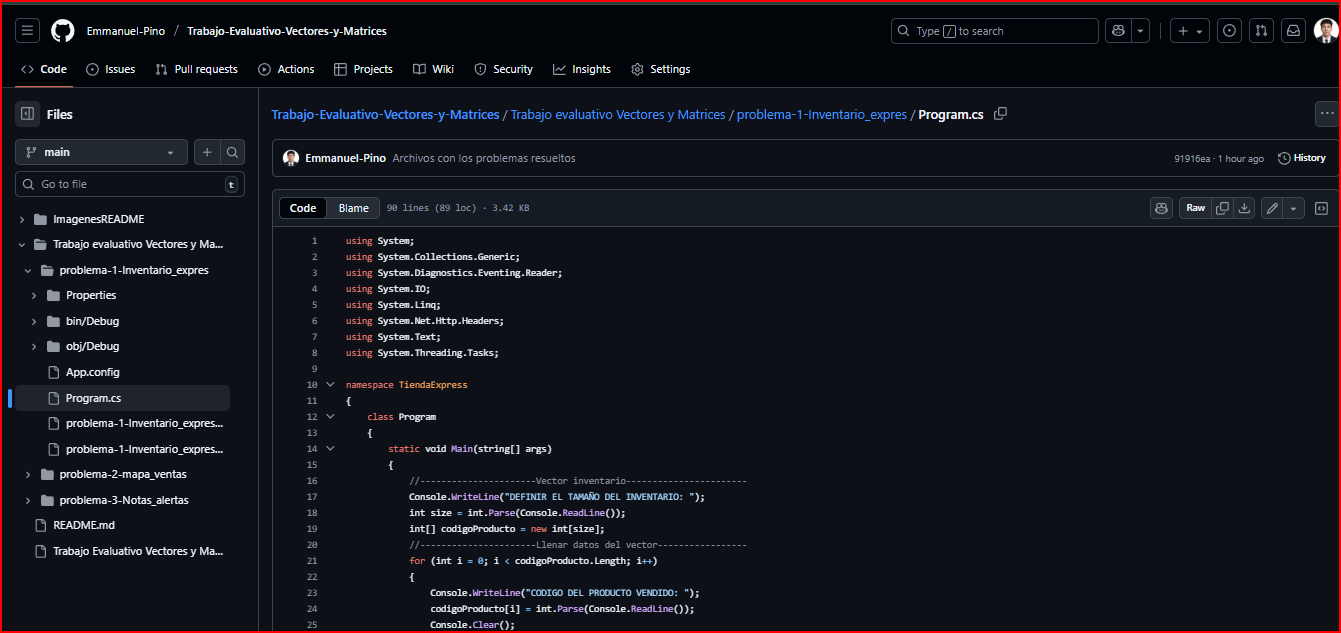 Emmanuel-Pino / Trabajo-Evaluativo-Vectores-y-Matrices
Type / to search
Code Issues Pull requests Actions Projects Wiki Security Insights Settings
Files
main
Go to file t
ImagenesREADME
Trabajo evaluativo Vectores y Ma...
problema-1-Inventario_expres
Properties
bin/Debug
obj/Debug
App.config
Program.cs
problema-1-Inventario_expres...
problema-1-Inventario_expres...
problema-2-mapa_ventas
problema-3-Notas_alertas
README.md
Trabajo Evaluativo Vectores y Ma...
Trabajo-Evaluativo-Vectores-y-Matrices / Trabajo evaluativo Vectores y Matrices / problema-1-Inventario_expres / Program.cs
Emmanuel-Pino Archivos con los problemas resueltos 91916ea · 1 hour ago History
Code Blame 90 lines (89 loc) · 3.42 KB Raw
1 using System;
2 using System.Collections.Generic;
3 using System.Diagnostics.Eventing.Reader;
4 using System.IO;
5 using System.Linq;
6 using System.Net.Http.Headers;
7 using System.Text;
8 using System.Threading.Tasks;
9
10 namespace TiendaExpress
11 {
12 class Program
13 {
14 static void Main(string[] args)
15 {
16 //----------------------Vector inventario-----------------------
17 Console.WriteLine("DEFINIR EL TAMAÑO DEL INVENTARIO: ");
18 int size = int.Parse(Console.ReadLine());
19 int[] codigoProducto = new int[size];
20 //----------------------Llenar datos del vector-----------------
21 for (int i = 0; i < codigoProducto.Length; i++)
22 {
23 Console.WriteLine("CODIGO DEL PRODUCTO VENDIDO: ");
24 codigoProducto[i] = int.Parse(Console.ReadLine());
25 Console.Clear();